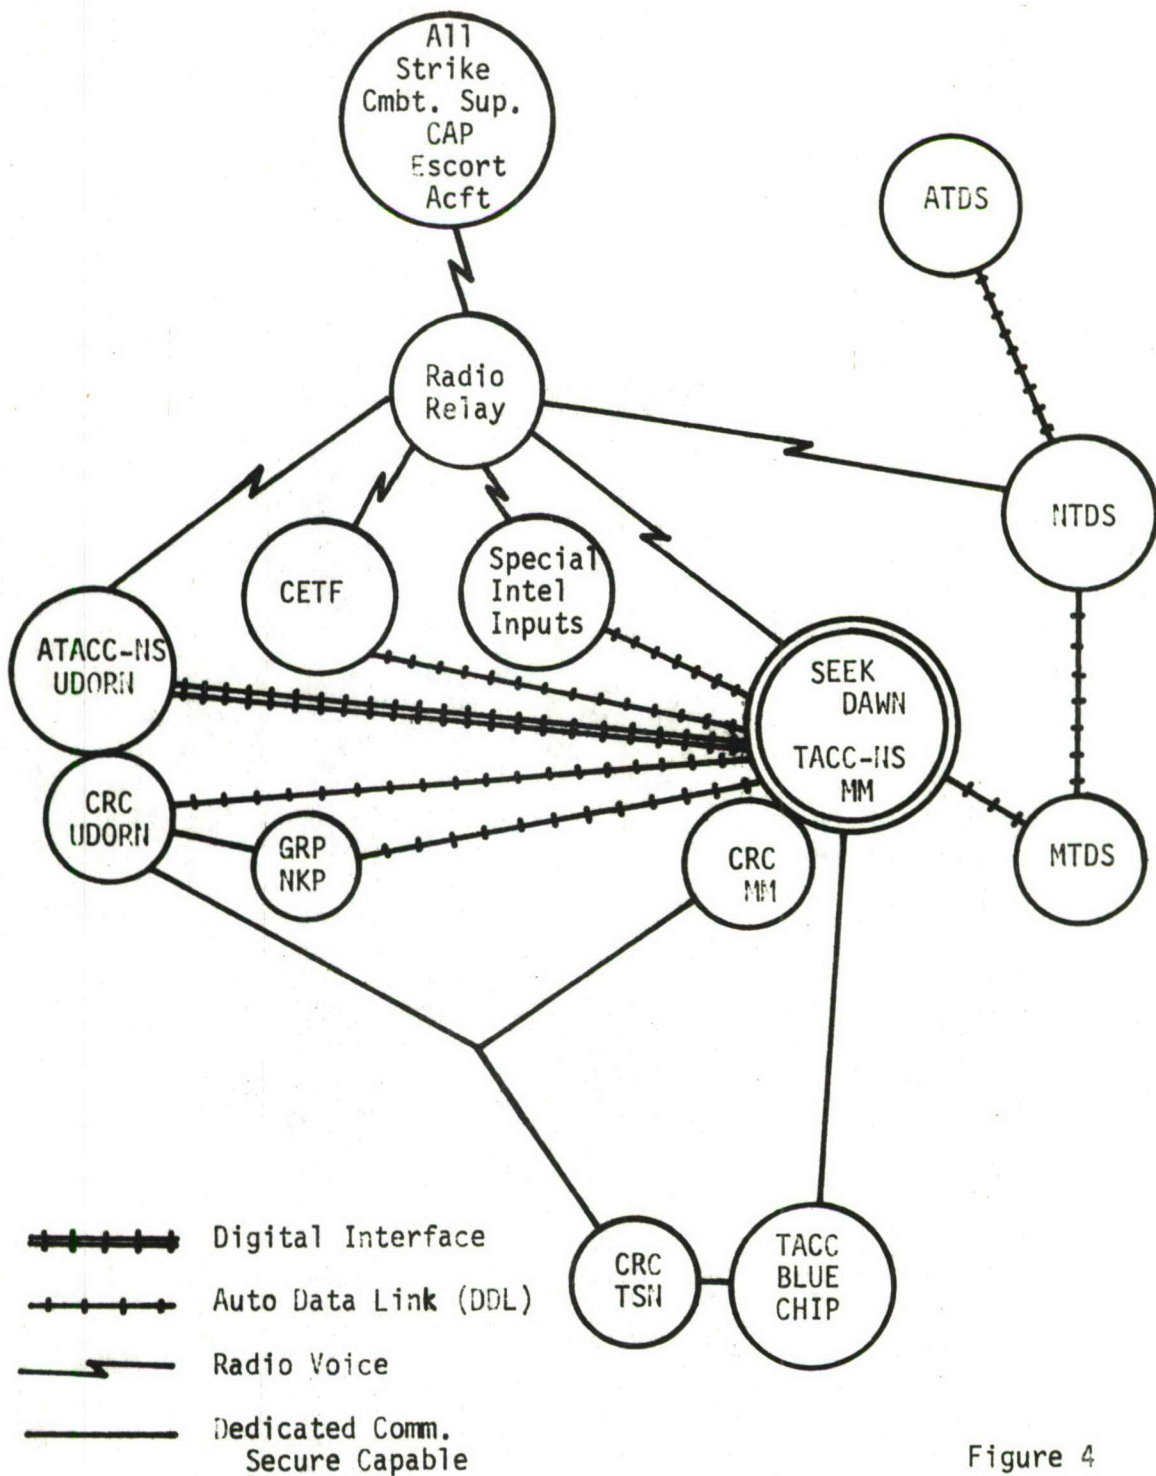 All
Strike
Cmbt. Sup.
CAP
Escort
Acft
ATDS
Radio
Relay
NTDS
CETF
Special
Intel
Inputs
ATACC-NS
UDORN
SEEK
DAWN
TACC-NS
MM
CRC
UDORN
GRP
NKP
CRC
MM
MTDS
CRC
TSN
TACC
BLUE
CHIP
Digital Interface
Auto Data Link (DDL)
Radio Voice
Dedicated Comm.
Secure Capable
Figure 4